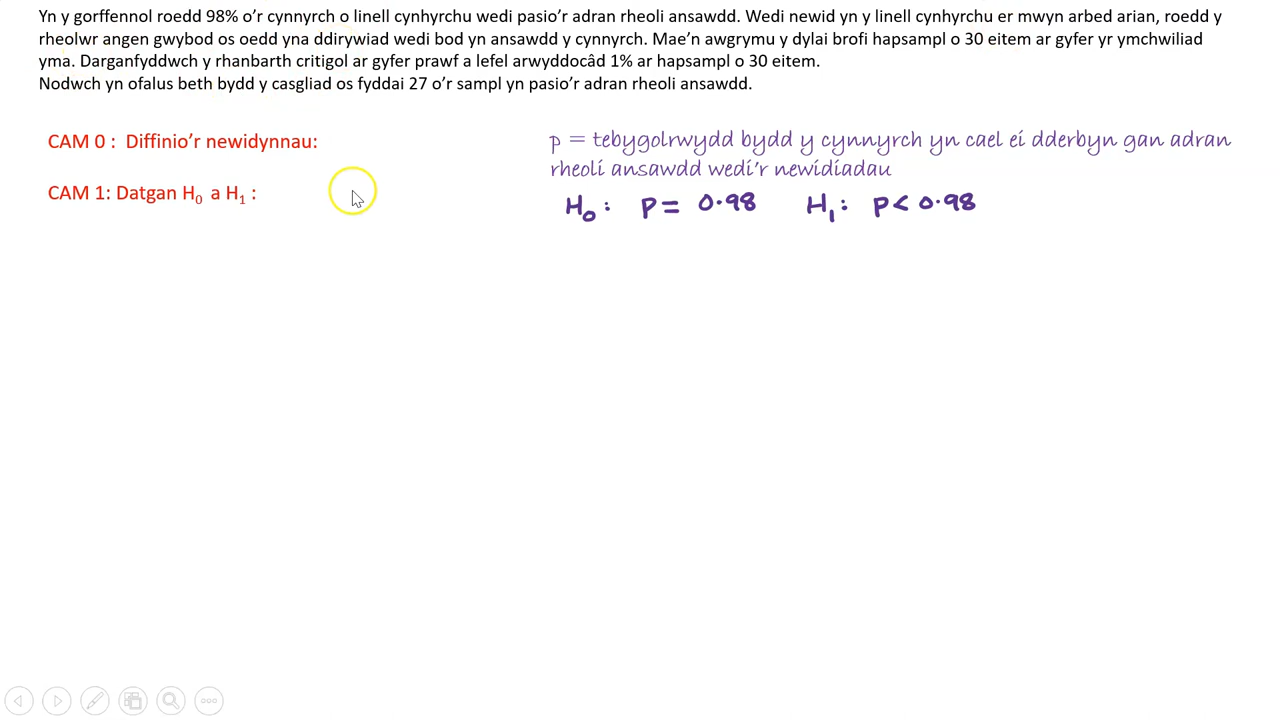 Yn y gorffennol roedd 98% o’r cynnyrch o linell cynhyrchu wedi pasio’r adran rheoli ansawdd. Wedi newid yn y linell cynhyrchu er mwyn arbed arian, roedd y
rheolwr angen gwybod os oedd yna ddirywiad wedi bod yn ansawdd y cynnyrch. Mae’n awgrymu y dylai brofi hapsampl o 30 eitem ar gyfer yr ymchwiliad
yma. Darganfyddwch y rhanbarth critigol ar gyfer prawf a lefel arwyddocâd 1% ar hapsampl o 30 eitem.
Nodwch yn ofalus beth bydd y casgliad os fyddai 27 o’r sampl yn pasio’r adran rheoli ansawdd.
CAM 0 : Diffinio’r newidynnau:
p = tebygolrwydd bydd y cynnyrch yn cael ei dderbyn gan adran
rheoli ansawdd wedi’r newidiadau
CAM 1: Datgan H₀ a H₁ :
H₀ : p = 0.98 H₁ : p < 0.98